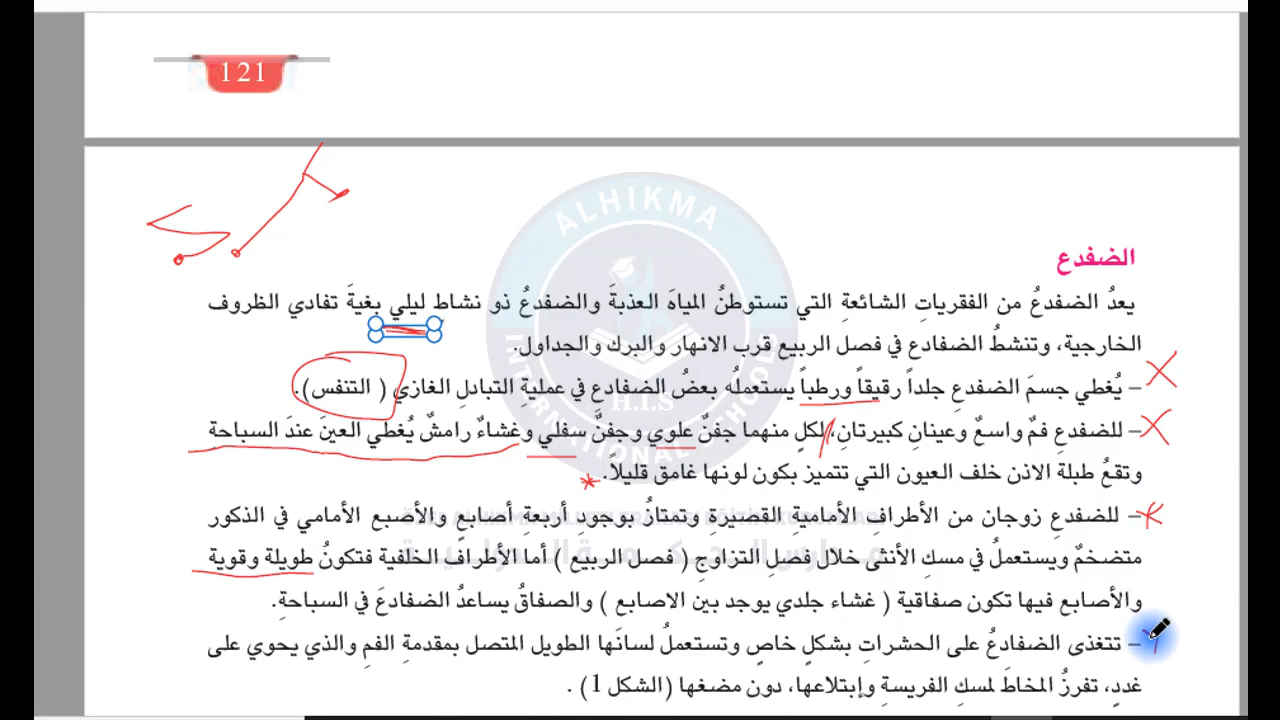 121
ALHIKMA
INTERNATIONAL SCHOOL
H.I.S
الضفدع
يعدُ الضفدعُ من الفقرياتِ الشائعةِ التي تستوطنُ المياهَ العذبةَ والضفدعُ ذو نشاطٍ ليلي بغيةَ تفادي الظروف
الخارجية، وتنشطُ الضفادع في فصل الربيع قرب الانهار والبرك والجداول.
– يُغطي جسمَ الضفدعِ جلداً رقيقاً ورطباً يستعملُه بعضُ الضفادعِ في عمليةِ التبادلِ الغازي ( التنفس).
– للضفدعِ فمٌ واسعٌ وعينانِ كبيرتانِ، لكلٍ منهما جفنٌ علوي وجفنٌ سفلي وغشاءٌ رامشٌ يُغطي العينَ عندَ السباحة
وتقعُ طبلة الاذن خلف العيون التي تتميز بكون لونها غامق قليلاً.
– للضفدعِ زوجان من الأطرافِ الأماميةِ القصيرةِ وتمتازُ بوجودِ أربعةِ أصابعٍ والأصبع الأمامي في الذكور
متضخمٌ ويستعملُ في مسكِ الأنثى خلال فصلِ التزاوجِ ( فصل الربيع ) أما الأطرافُ الخلفية فتكونُ طويلة وقوية
والأصابع فيها تكون صفاقية ( غشاء جلدي يوجد بين الاصابع ) والصفاقُ يساعدُ الضفادعَ في السباحةِ.
– تتغذى الضفادعُ على الحشراتِ بشكلٍ خاصٍ وتستعملُ لسانَها الطويل المتصل بمقدمةِ الفمِ والذي يحوي على
غددٍ، تفرزُ المخاطَ لمسكِ الفريسةِ وإبتلاعها، دون مضغها (الشكل 1) .